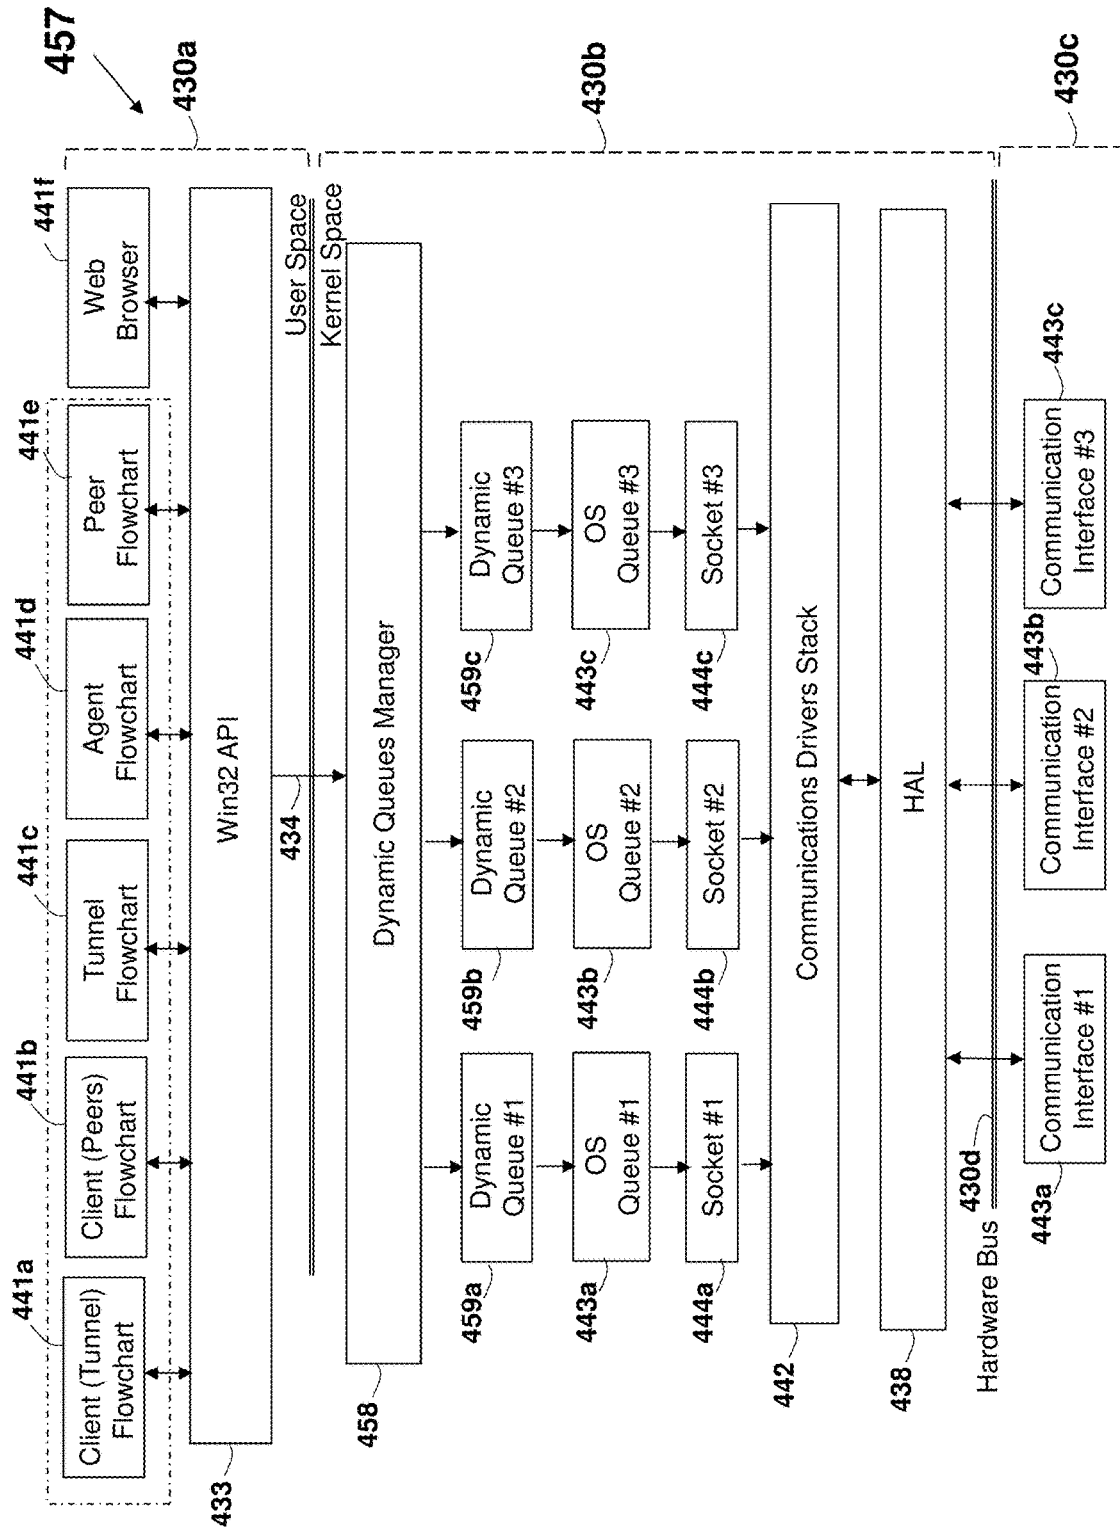 457
430a
430b
430c
441a
441b
441c
441d
441e
441f
Client (Tunnel)
Flowchart
Client (Peers)
Flowchart
Tunnel
Flowchart
Agent
Flowchart
Peer
Flowchart
Web
Browser
433
Win32 API
434
User Space
Kernel Space
458
Dynamic Queues Manager
459a
Dynamic
Queue #1
459b
Dynamic
Queue #2
459c
Dynamic
Queue #3
443a
OS
Queue #1
443b
OS
Queue #2
443c
OS
Queue #3
444a
Socket #1
444b
Socket #2
444c
Socket #3
442
Communications Drivers Stack
438
HAL
Hardware Bus
430d
443a
Communication
Interface #1
443b
Communication
Interface #2
443c
Communication
Interface #3